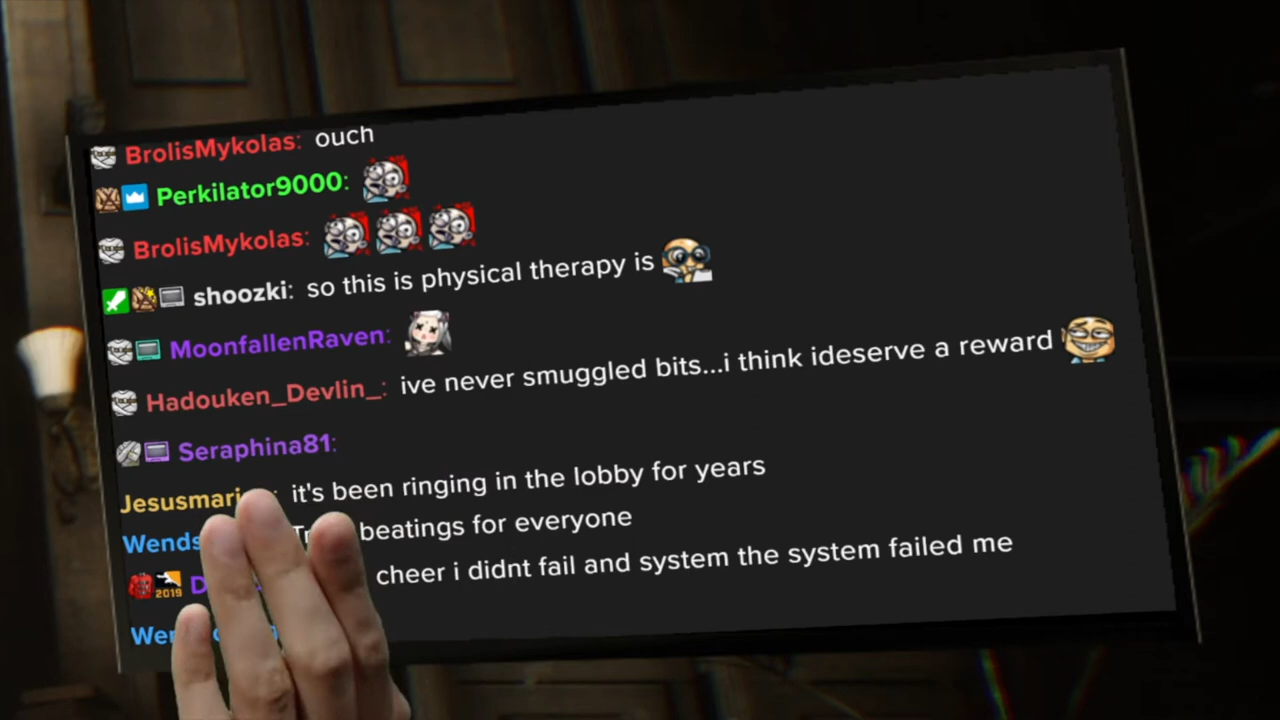 BrolisMykolas: ouch
Perkilator9000:
BrolisMykolas:
shoozki: so this is physical therapy is
MoonfallenRaven:
Hadouken_Devlin_: ive never smuggled bits...i think ideserve a reward
Seraphina81:
it's been ringing in the lobby for years
beatings for everyone
2019 cheer i didnt fail and system the system failed me